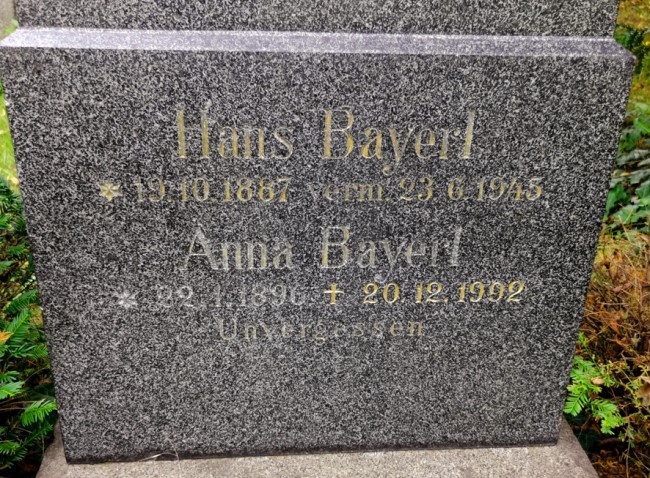 Hans Bayerl
* 19.10.1887 verm. 23.6.1945
Anna Bayerl
* 22.1.1896 † 20.12.1992
Unvergessen